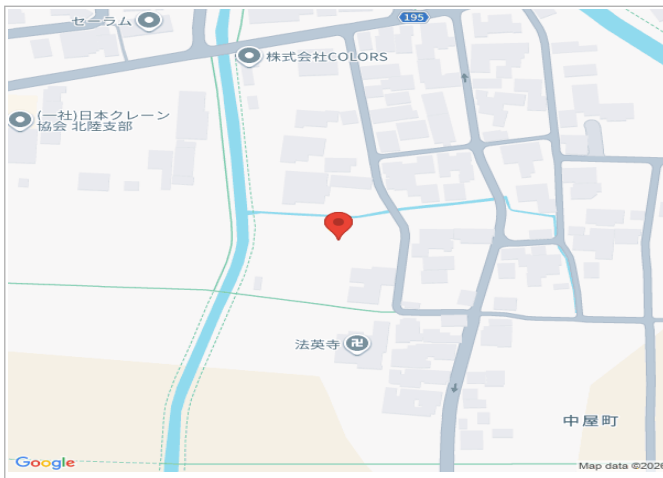 セーラム
195
株式会社COLORS
(一社)日本クレーン
協会 北陸支部
法英寺
中屋町
Google
Map data ©2026